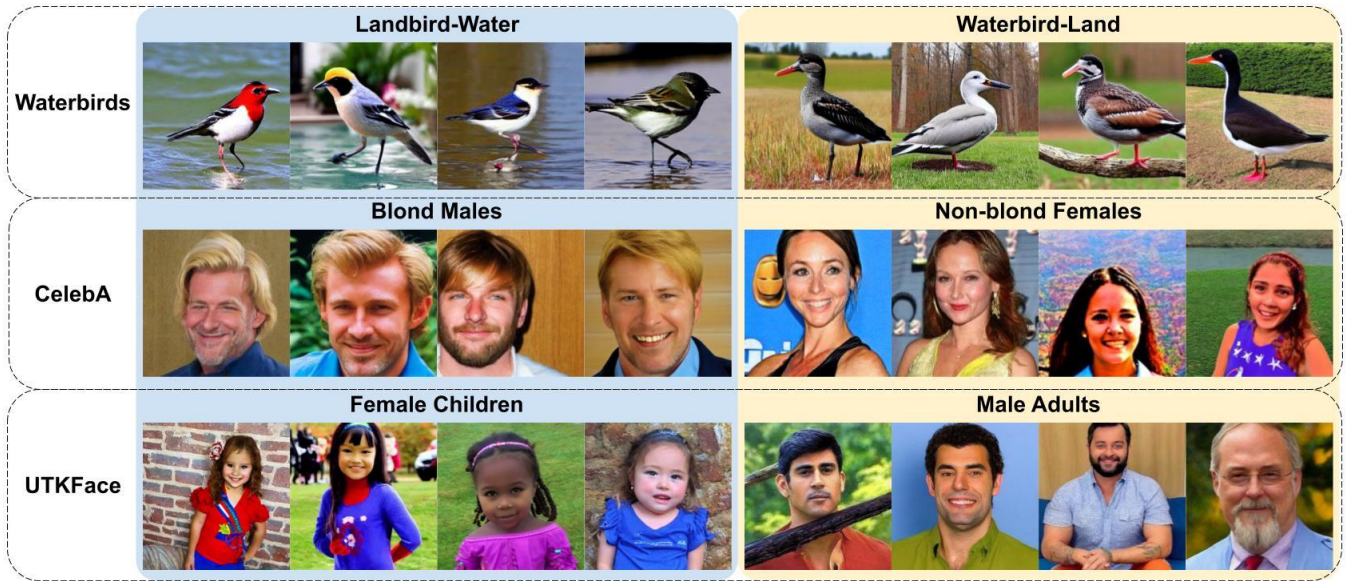 Landbird-Water
Waterbird-Land
Waterbirds
Blond Males
Non-blond Females
CelebA
Female Children
Male Adults
UTKFace